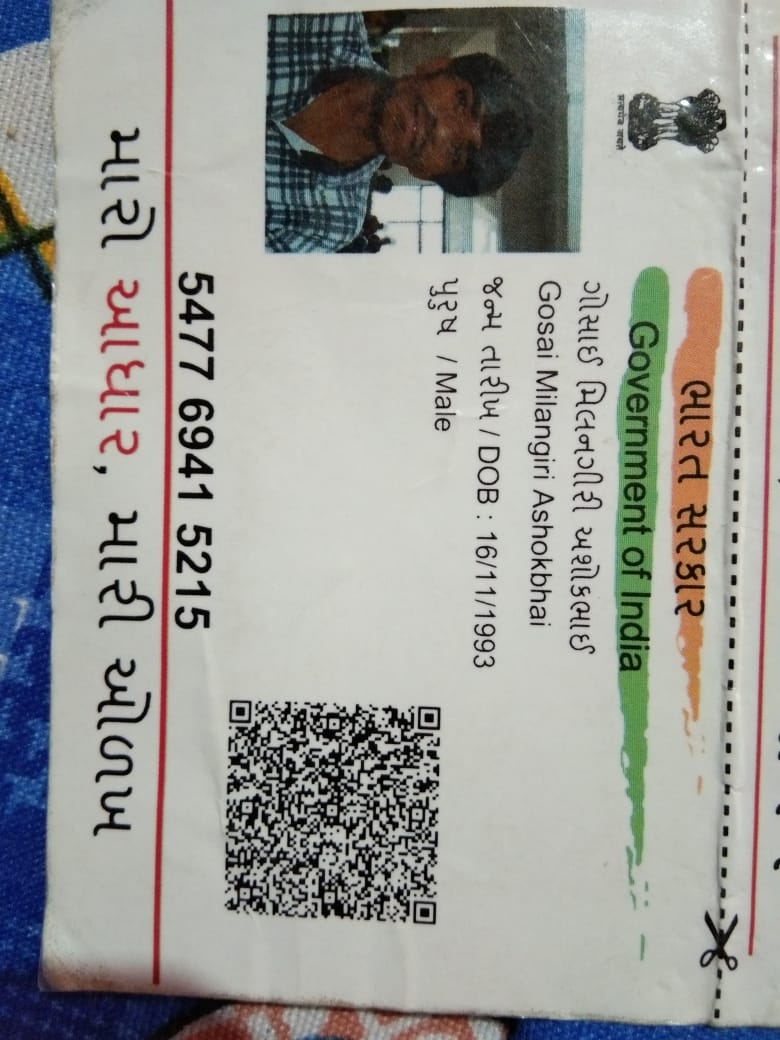 ભારત સરકાર
Government of India
सत्यमेव जयते
ગોસાઈ મિલનગીરી અશોકભાઈ
Gosai Milangiri Ashokbhai
જન્મ તારીખ / DOB : 16/11/1993
પુરુષ / Male
5477 6941 5215
મારો આધાર, મારી ઓળખ